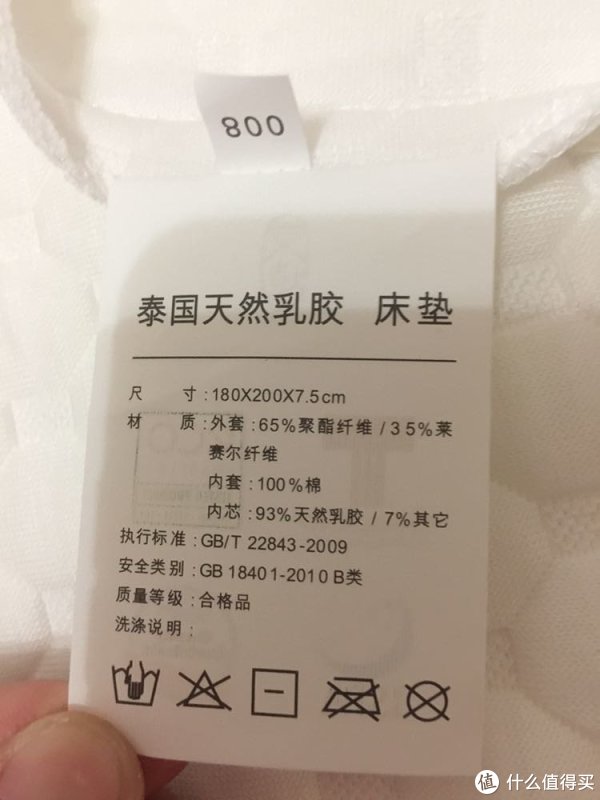 800
泰国天然乳胶 床垫
尺 寸:180X200X7.5cm
材 质:外套:65%聚酯纤维/35%莱
赛尔纤维
内套:100%棉
内芯:93%天然乳胶/7%其它
执行标准:GB/T 22843-2009
安全类别:GB 18401-2010 B类
质量等级:合格品
洗涤说明:
值 什么值得买